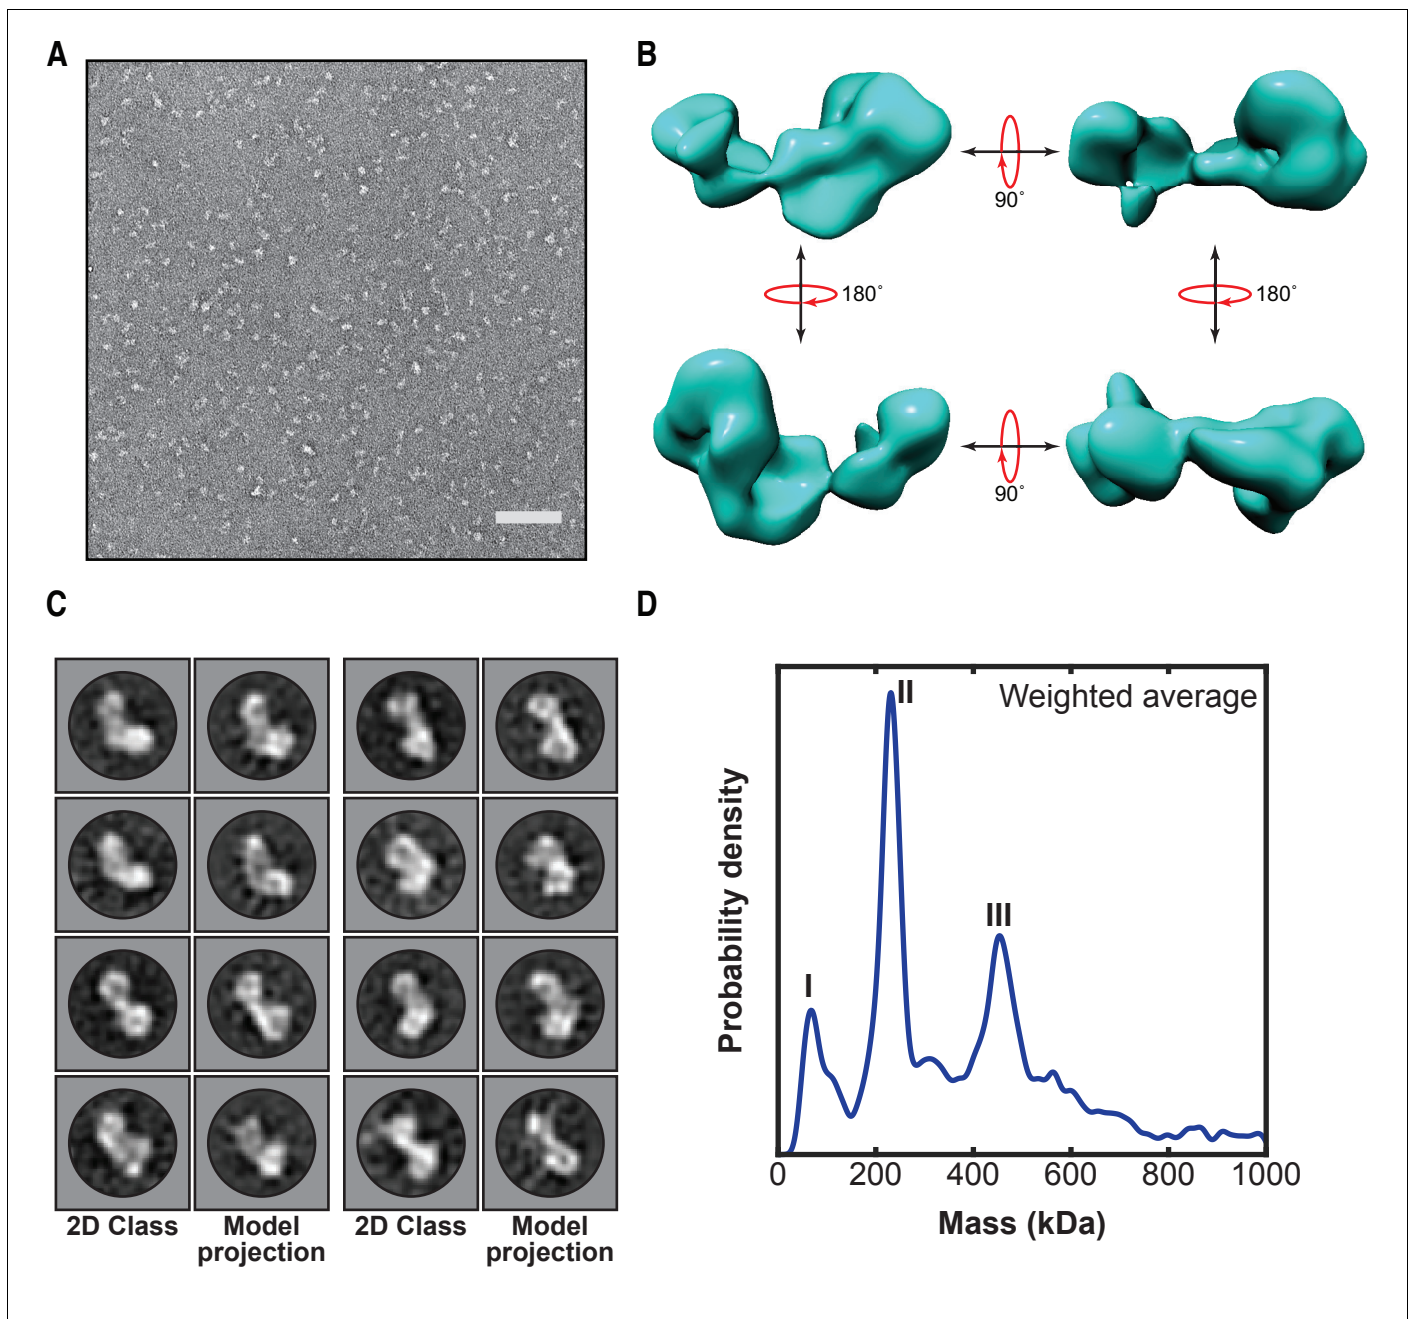 A
B
90°
180°
180°
90°
C
2D Class
Model
projection
2D Class
Model
projection
D
Weighted average
I
II
III
Probability density
0
200
400
600
800
1000
Mass (kDa)